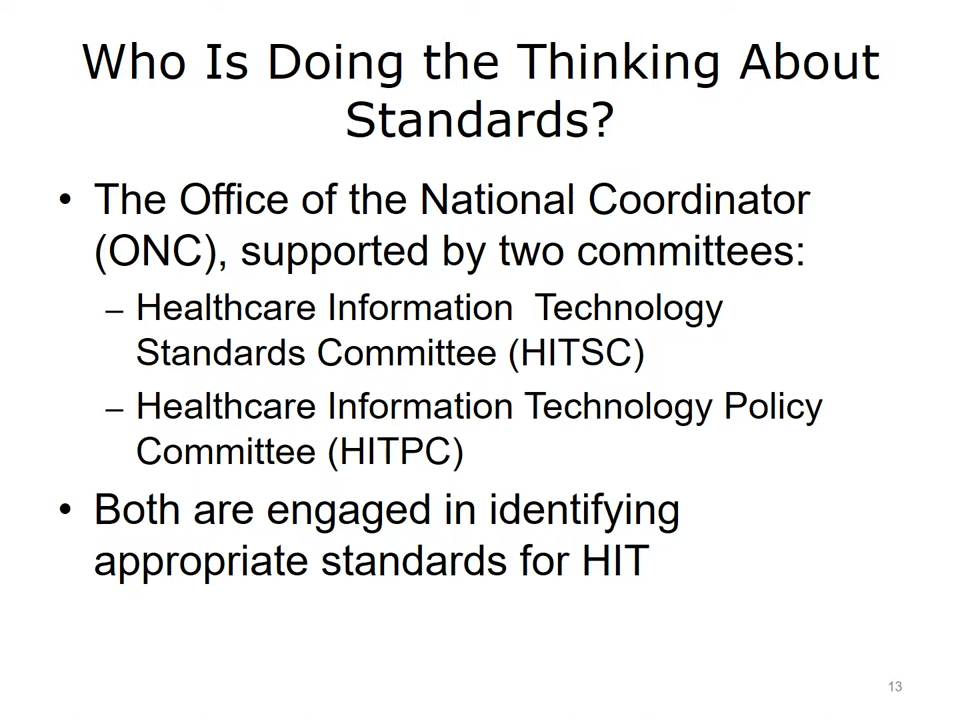 Who Is Doing the Thinking About
Standards?
• The Office of the National Coordinator
(ONC), supported by two committees:
– Healthcare Information  Technology
Standards Committee (HITSC)
– Healthcare Information Technology Policy
Committee (HITPC)
• Both are engaged in identifying
appropriate standards for HIT
13